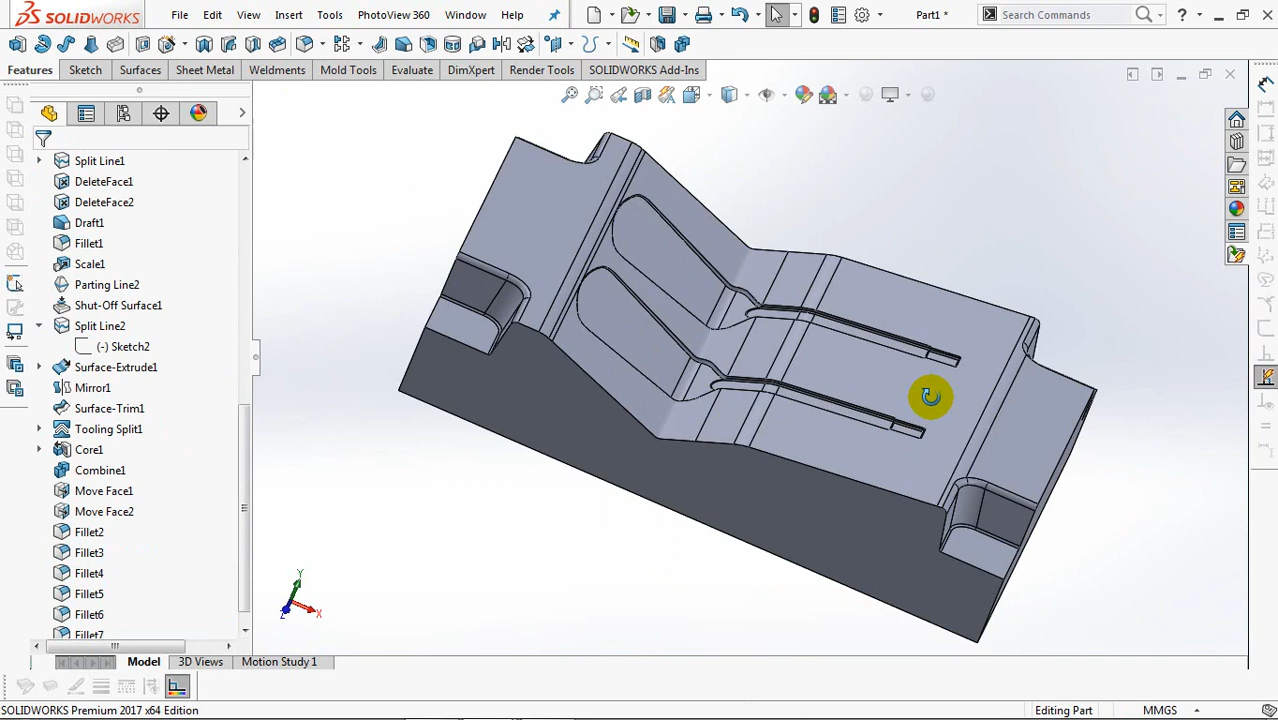 SOLIDWORKS File Edit View Insert Tools PhotoView 360 Window Help Part1 * Search Commands ?
Features Sketch Surfaces Sheet Metal Weldments Mold Tools Evaluate DimXpert Render Tools SOLIDWORKS Add-Ins
Split Line1
DeleteFace1
DeleteFace2
Draft1
Fillet1
Scale1
Parting Line2
Shut-Off Surface1
Split Line2
(-) Sketch2
Surface-Extrude1
Mirror1
Surface-Trim1
Tooling Split1
Core1
Combine1
Move Face1
Move Face2
Fillet2
Fillet3
Fillet4
Fillet5
Fillet6
Fillet7
Y
X
Z
Model 3D Views Motion Study 1
SOLIDWORKS Premium 2017 x64 Edition Editing Part MMGS